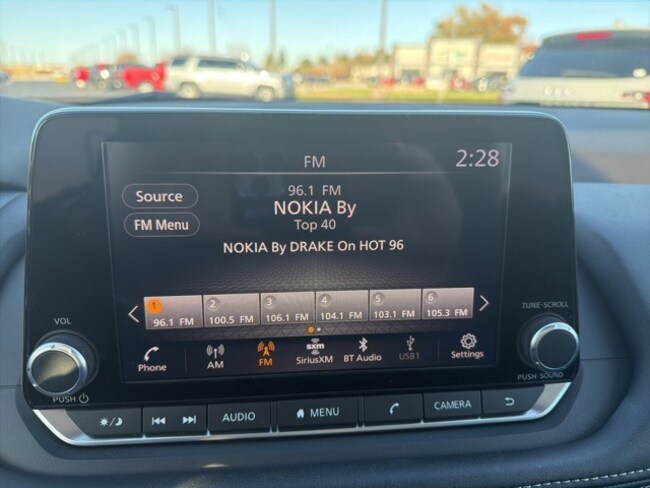 FM
2:28
Source
FM Menu
96.1 FM
NOKIA By
Top 40
NOKIA By DRAKE On HOT 96
1 2 3 4 5 6
96.1 FM 100.5 FM 106.1 FM 104.1 FM 103.1 FM 105.3 FM
Phone AM FM sxm SiriusXM BT Audio USB1 Settings
VOL
PUSH
TUNE·SCROLL
PUSH SOUND
AUDIO MENU CAMERA